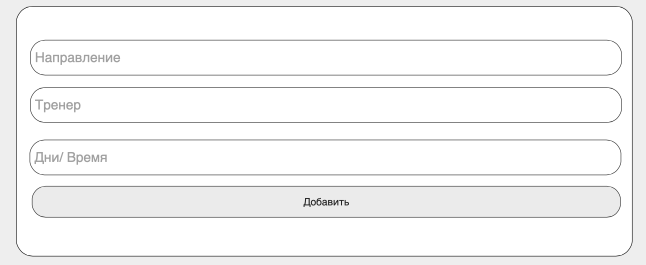 Направление
Тренер
Дни/ Время
Добавить